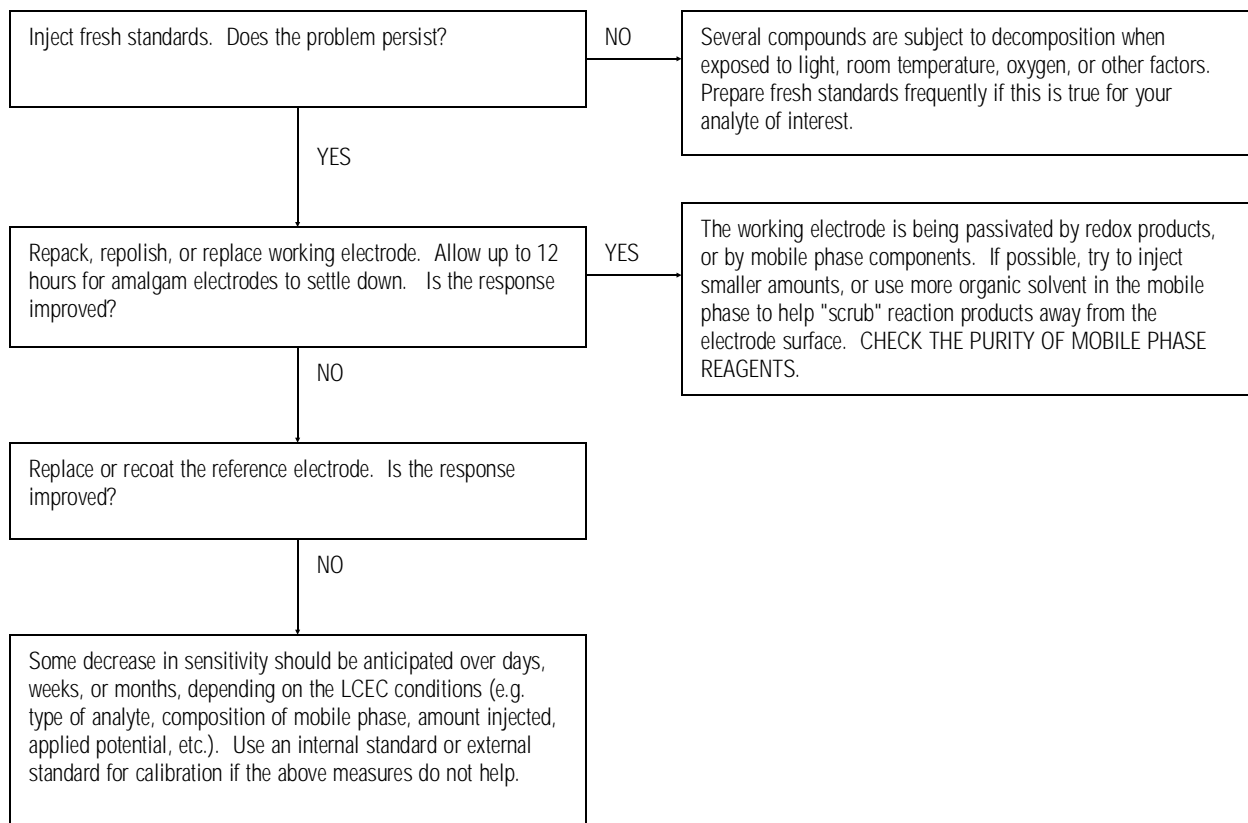 Inject fresh standards.  Does the problem persist?
NO
Several compounds are subject to decomposition when
exposed to light, room temperature, oxygen, or other factors.
Prepare fresh standards frequently if this is true for your
analyte of interest.
YES
Repack, repolish, or replace working electrode.  Allow up to 12
hours for amalgam electrodes to settle down.   Is the response
improved?
YES
The working electrode is being passivated by redox products,
or by mobile phase components.  If possible, try to inject
smaller amounts, or use more organic solvent in the mobile
phase to help "scrub" reaction products away from the
electrode surface.  CHECK THE PURITY OF MOBILE PHASE
REAGENTS.
NO
Replace or recoat the reference electrode.  Is the response
improved?
NO
Some decrease in sensitivity should be anticipated over days,
weeks, or months, depending on the LCEC conditions (e.g.
type of analyte, composition of mobile phase, amount injected,
applied potential, etc.).  Use an internal standard or external
standard for calibration if the above measures do not help.